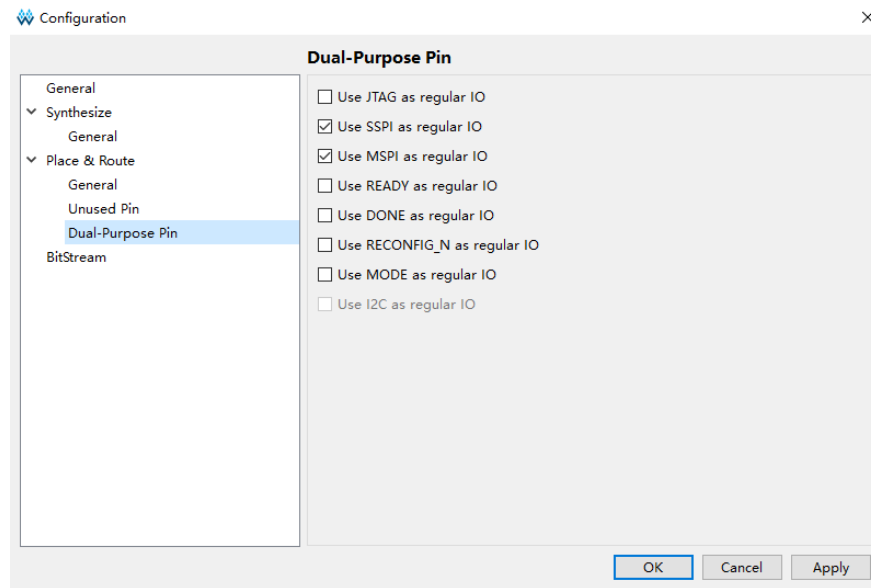 Configuration
Dual-Purpose Pin
General
Synthesize
General
Place & Route
General
Unused Pin
Dual-Purpose Pin
BitStream
Use JTAG as regular IO
Use SSPI as regular IO
Use MSPI as regular IO
Use READY as regular IO
Use DONE as regular IO
Use RECONFIG_N as regular IO
Use MODE as regular IO
Use I2C as regular IO
OK
Cancel
Apply